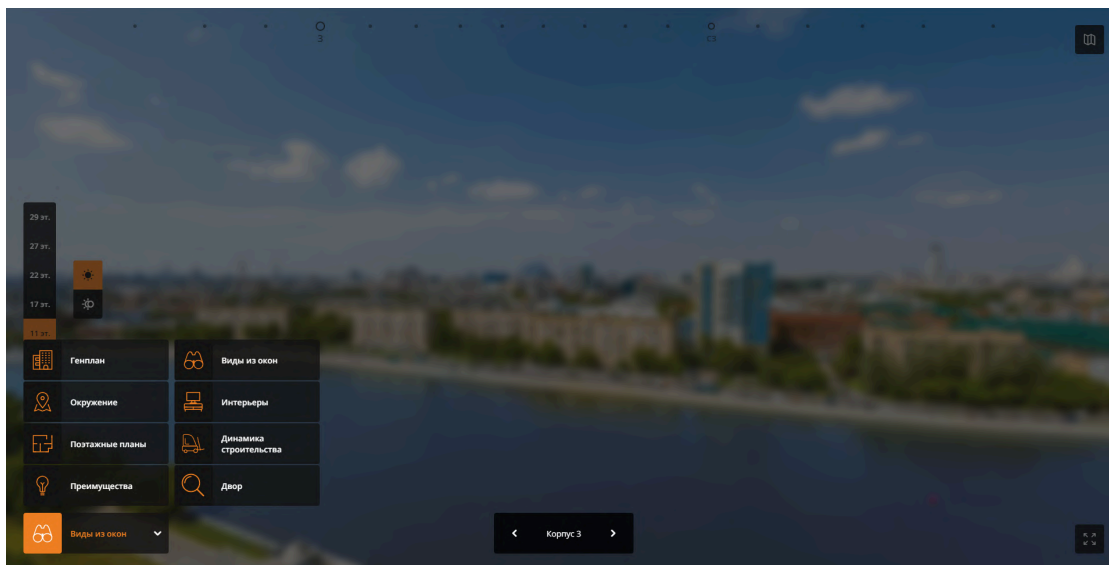 З
СЗ
29 эт.
27 эт.
22 эт.
17 эт.
11 эт.
Генплан
Виды из окон
Окружение
Интерьеры
Поэтажные планы
Динамика
строительства
Преимущества
Двор
Виды из окон
Корпус 3